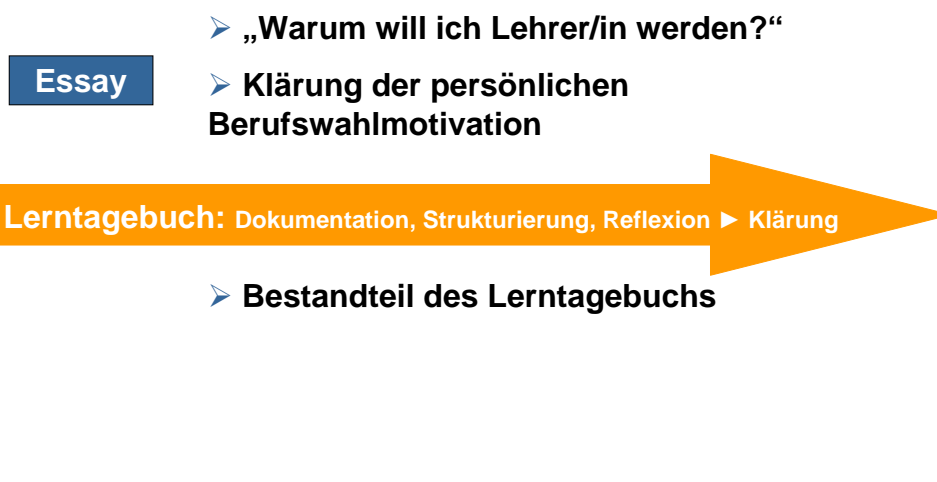 ➢ „Warum will ich Lehrer/in werden?“
Essay
➢ Klärung der persönlichen
Berufswahlmotivation
Lerntagebuch: Dokumentation, Strukturierung, Reflexion ► Klärung
➢ Bestandteil des Lerntagebuchs